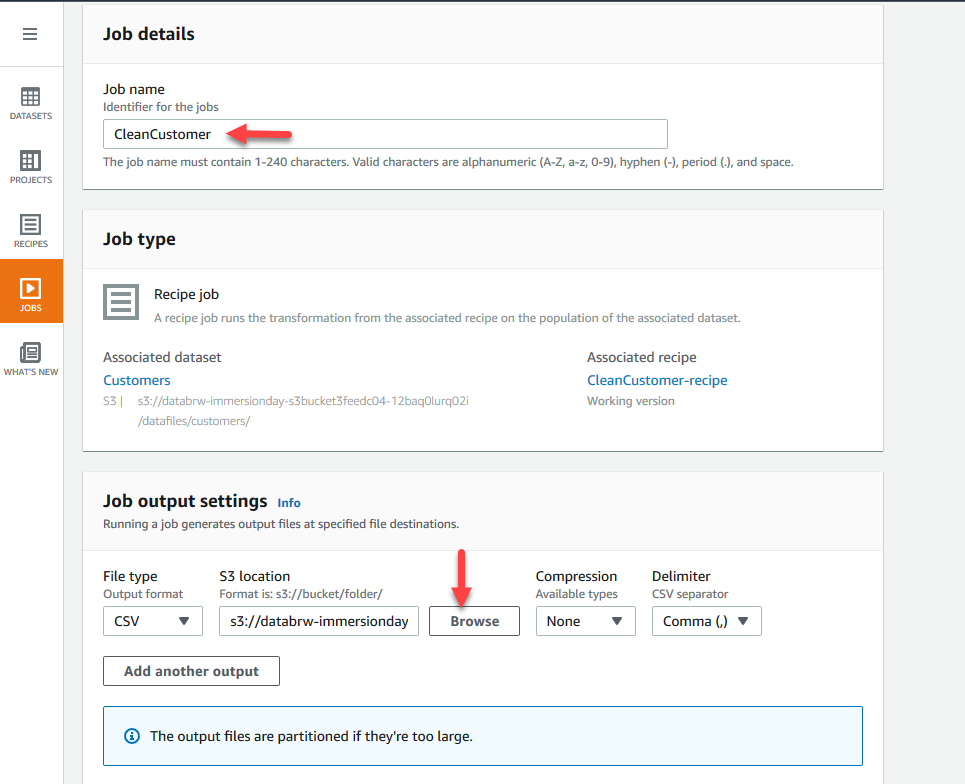 DATASETS
PROJECTS
RECIPES
JOBS
WHAT'S NEW
Job details
Job name
Identifier for the jobs
CleanCustomer
The job name must contain 1-240 characters. Valid characters are alphanumeric (A-Z, a-z, 0-9), hyphen (-), period (.), and space.
Job type
Recipe job
A recipe job runs the transformation from the associated recipe on the population of the associated dataset.
Associated dataset
Customers
S3 | s3://databrw-immersionday-s3bucket3feedc04-12baq0lurq02i
/datafiles/customers/
Associated recipe
CleanCustomer-recipe
Working version
Job output settings Info
Running a job generates output files at specified file destinations.
File type
Output format
CSV
S3 location
Format is: s3://bucket/folder/
s3://databrw-immersionday
Browse
Compression
Available types
None
Delimiter
CSV separator
Comma (,)
Add another output
The output files are partitioned if they're too large.